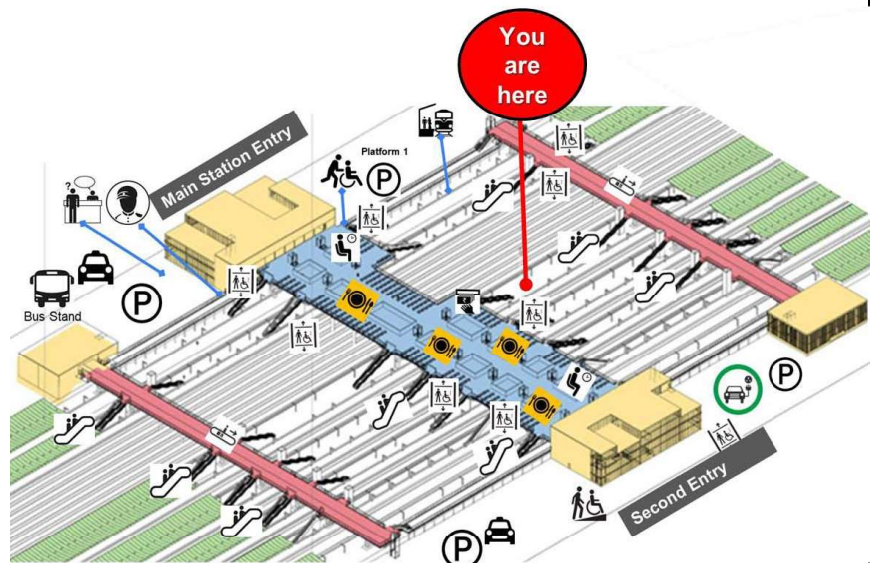 You
are
here
Main Station Entry
Platform 1
P
?
P
Bus Stand
P
Second Entry
P